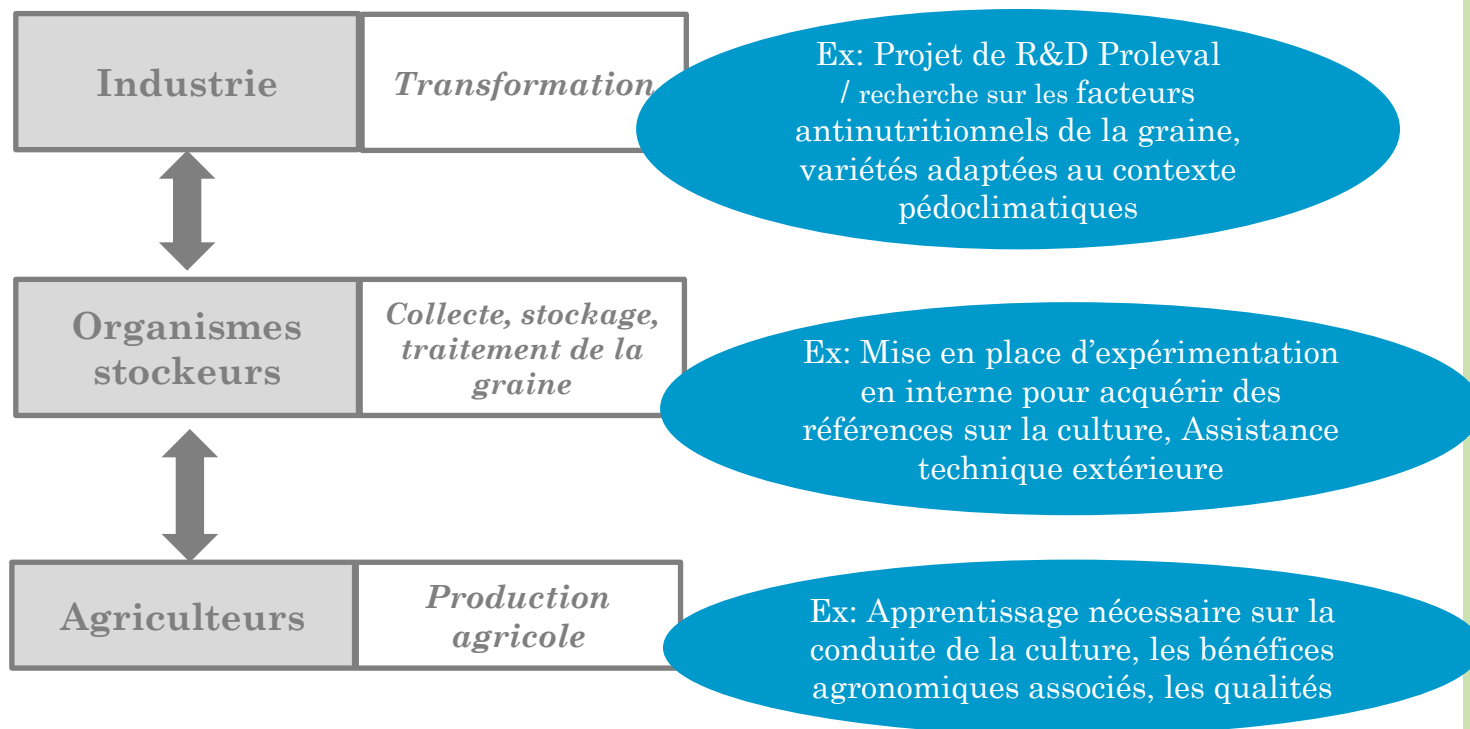 Industrie
Transformation
Ex: Projet de R&D Proleval
/ recherche sur les facteurs
antinutritionnels de la graine,
variétés adaptées au contexte
pédoclimatiques
Organismes
stockeurs
Collecte, stockage,
traitement de la
graine
Ex: Mise en place d’expérimentation
en interne pour acquérir des
références sur la culture, Assistance
technique extérieure
Agriculteurs
Production
agricole
Ex: Apprentissage nécessaire sur la
conduite de la culture, les bénéfices
agronomiques associés, les qualités